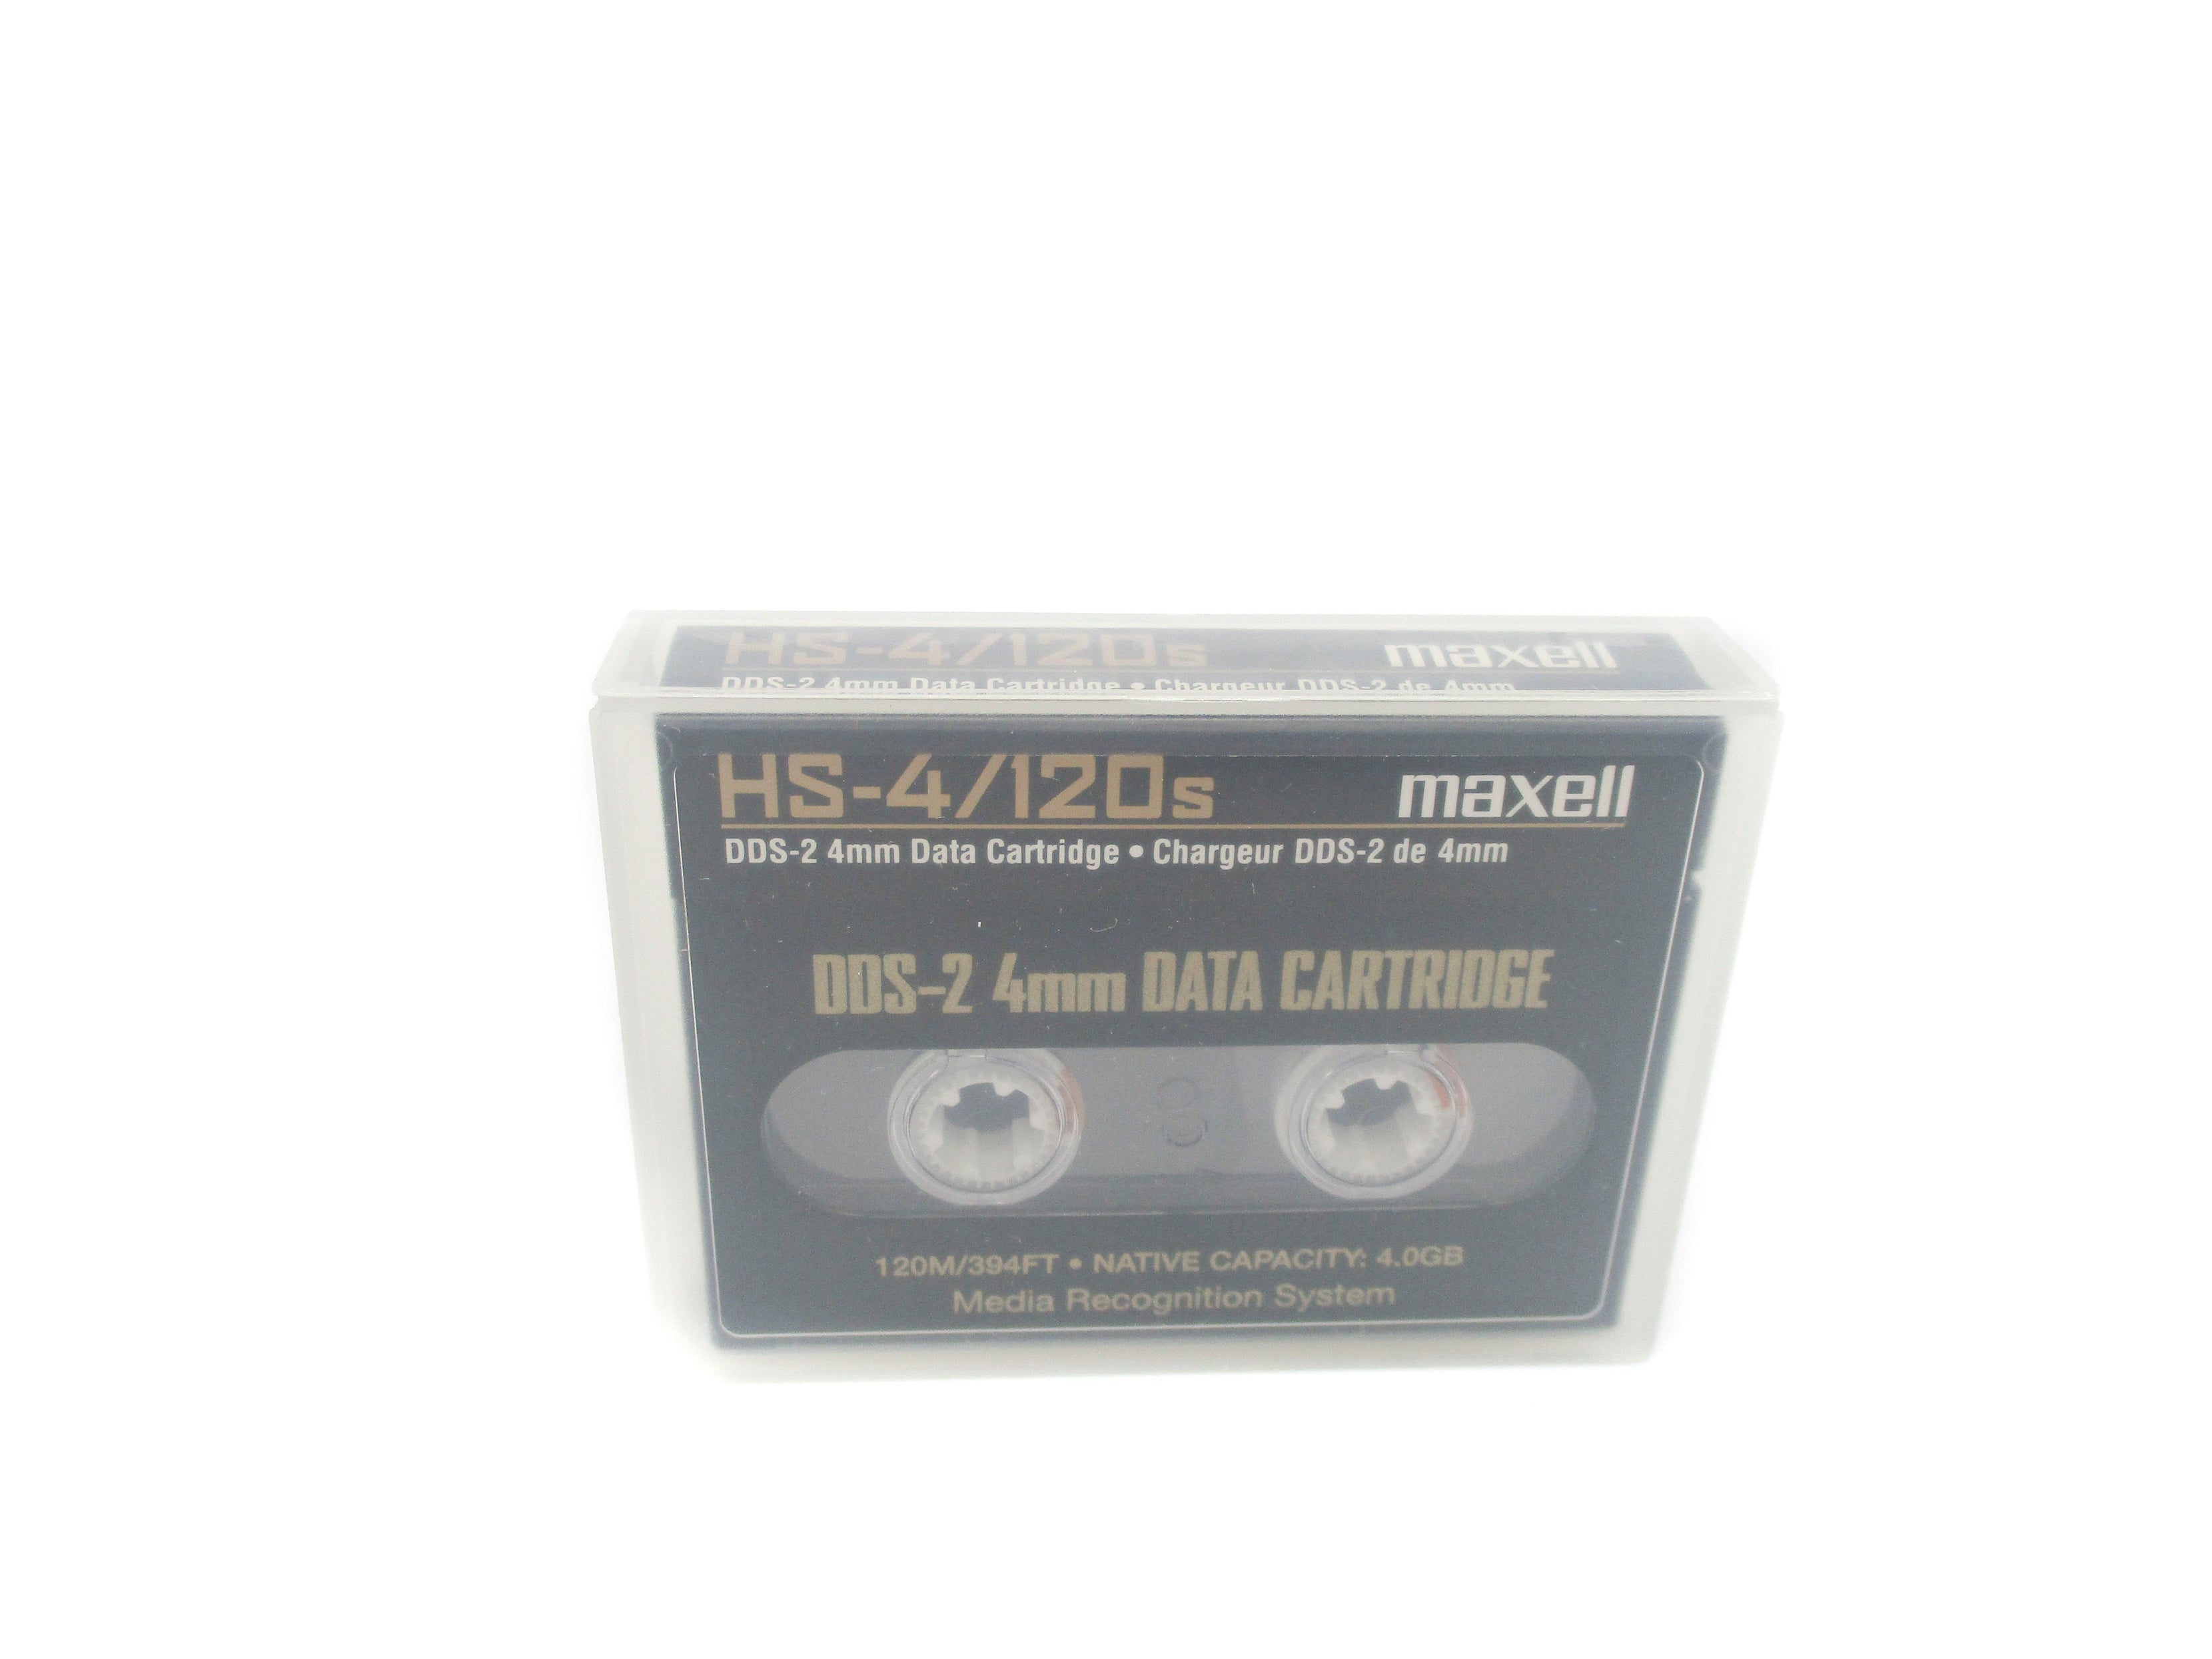 HS-4/120s maxell
DDS-2 4mm Data Cartridge • Chargeur DDS-2 de 4mm
HS-4/120s maxell
DDS-2 4mm Data Cartridge • Chargeur DDS-2 de 4mm
DDS-2 4mm DATA CARTRIDGE
120M/394FT • NATIVE CAPACITY: 4.0GB
Media Recognition System